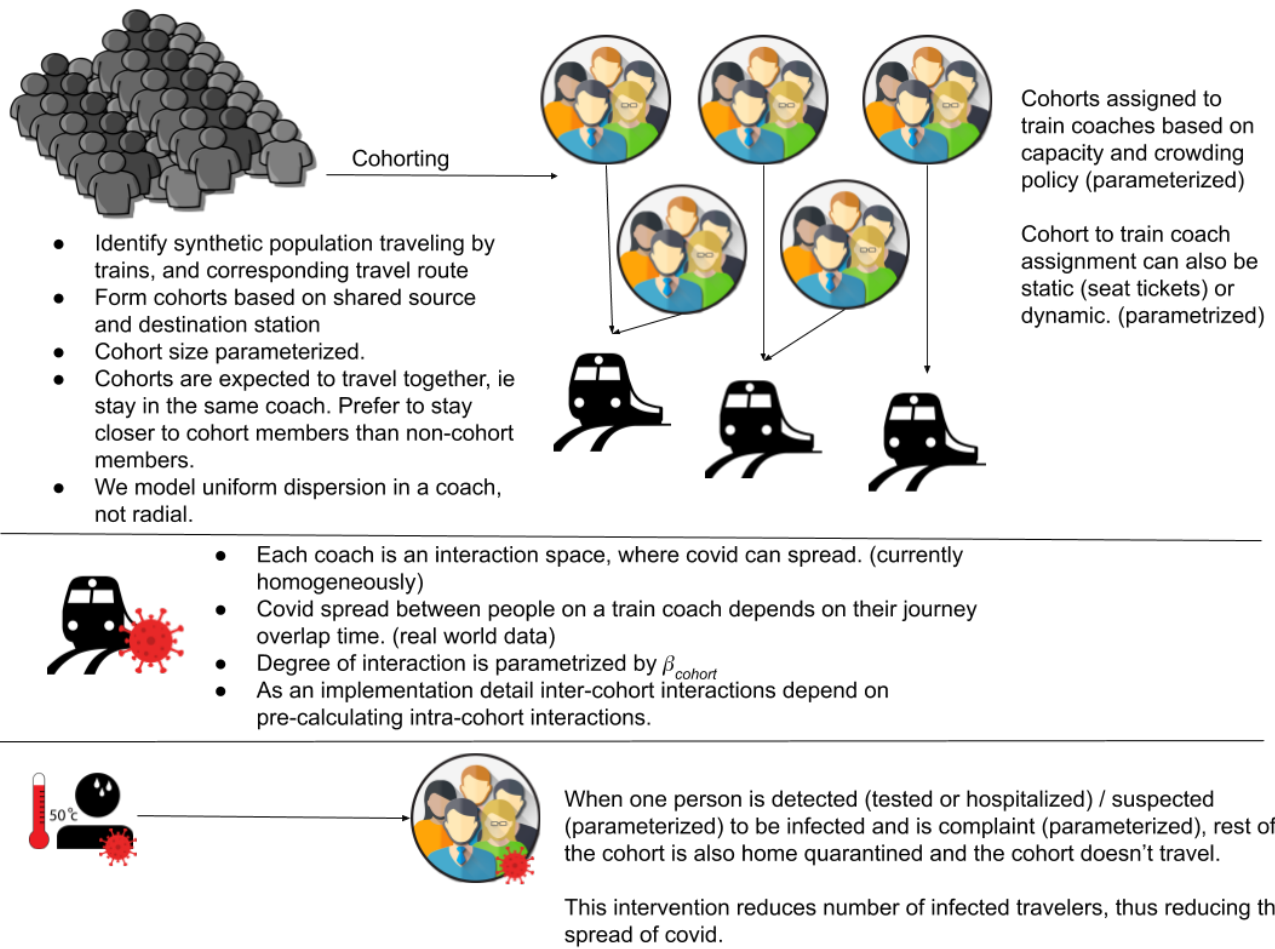 Cohorting
● Identify synthetic population traveling by
trains, and corresponding travel route
● Form cohorts based on shared source
and destination station
● Cohort size parameterized.
● Cohorts are expected to travel together, ie
stay in the same coach. Prefer to stay
closer to cohort members than non-cohort
members.
● We model uniform dispersion in a coach,
not radial.
Cohorts assigned to
train coaches based on
capacity and crowding
policy (parameterized)
Cohort to train coach
assignment can also be
static (seat tickets) or
dynamic. (parametrized)
● Each coach is an interaction space, where covid can spread. (currently
homogeneously)
● Covid spread between people on a train coach depends on their journey
overlap time. (real world data)
● Degree of interaction is parametrized by β_cohort
● As an implementation detail inter-cohort interactions depend on
pre-calculating intra-cohort interactions.
50°c
When one person is detected (tested or hospitalized) / suspected
(parameterized) to be infected and is complaint (parameterized), rest of
the cohort is also home quarantined and the cohort doesn't travel.
This intervention reduces number of infected travelers, thus reducing th
spread of covid.